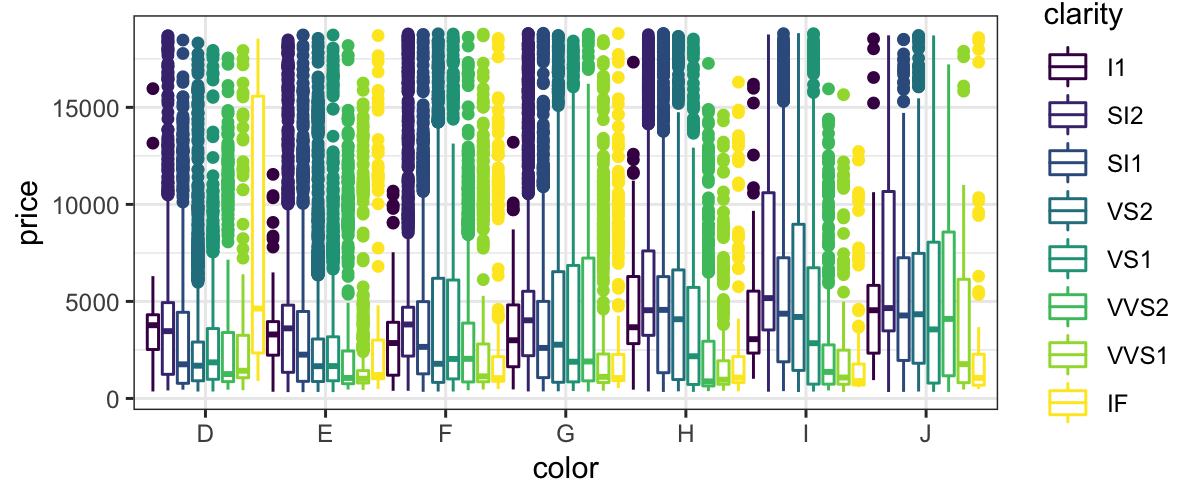 clarity
I1
SI2
SI1
VS2
VS1
VVS2
VVS1
IF
price
15000
10000
5000
0
D E F G H I J
color